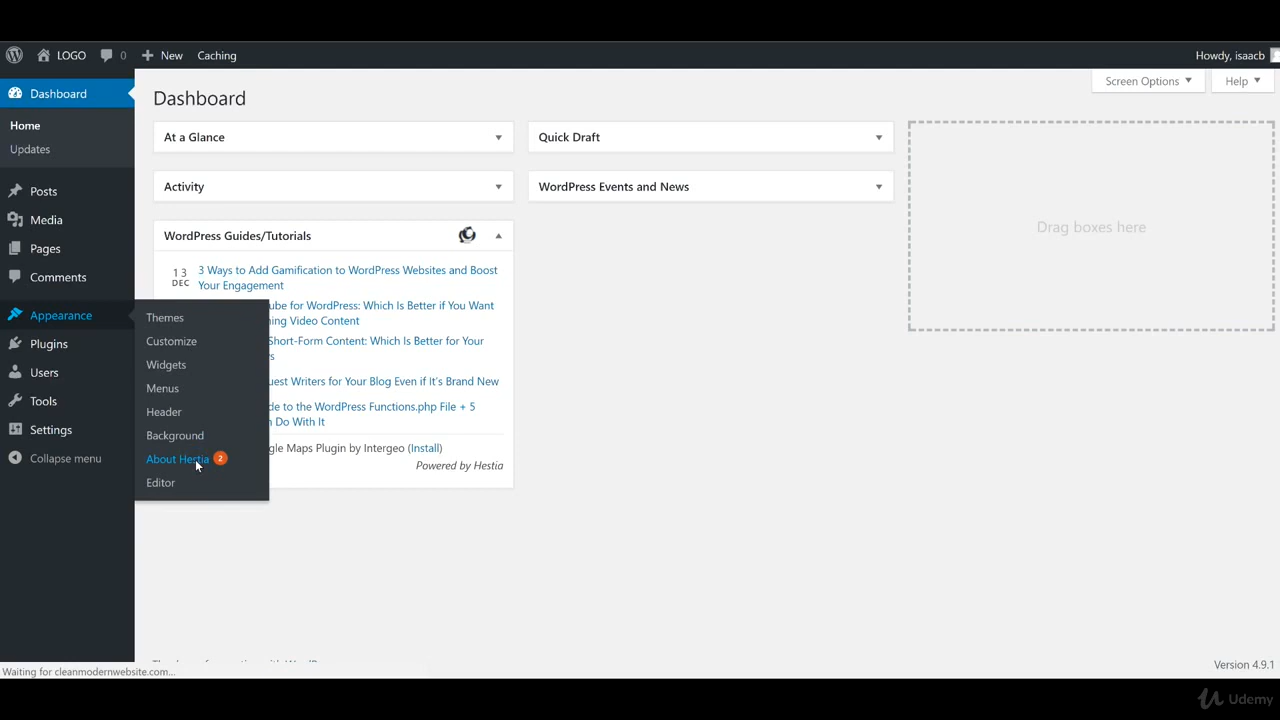 LOGO 0 New Caching Howdy, isaacb
Dashboard
Home
Updates
Posts
Media
Pages
Comments
Appearance
Plugins
Users
Tools
Settings
Collapse menu
Themes
Customize
Widgets
Menus
Header
Background
About Hestia 2
Editor
Screen Options Help
Dashboard
At a Glance
Activity
WordPress Guides/Tutorials
13 DEC
3 Ways to Add Gamification to WordPress Websites and Boost
Your Engagement
ube for WordPress: Which Is Better if You Want
ning Video Content
Short-Form Content: Which Is Better for Your
s
uest Writers for Your Blog Even if It's Brand New
de to the WordPress Functions.php File + 5
n Do With It
gle Maps Plugin by Intergeo (Install)
Powered by Hestia
Quick Draft
WordPress Events and News
Drag boxes here
Waiting for cleanmodernwebsite.com...
Version 4.9.1
Udemy